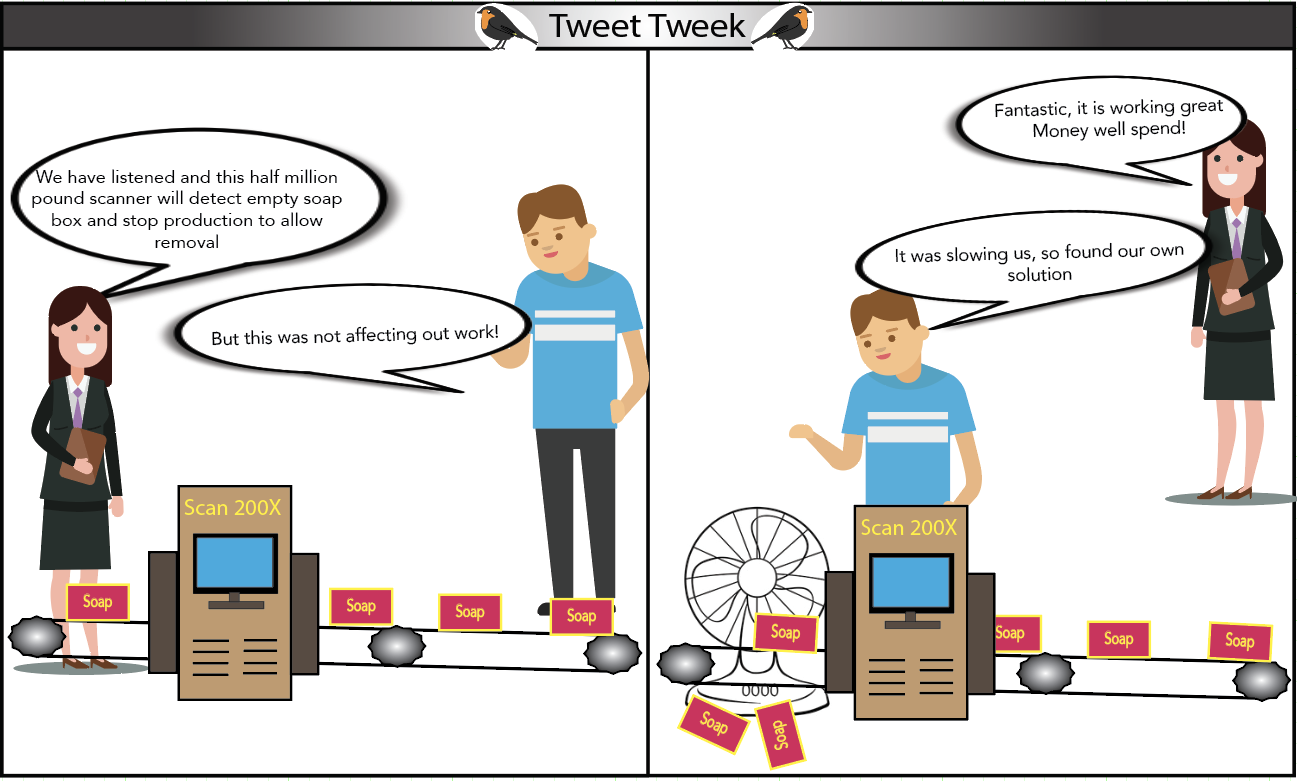 Tweet Tweek
We have listened and this half million
pound scanner will detect empty soap
box and stop production to allow
removal
But this was not affecting out work!
Scan 200X
Soap
Soap
Soap
Soap
Fantastic, it is working great
Money well spend!
It was slowing us, so found our own
solution
Scan 200X
Soap
Soap
Soap
Soap
0000
Soap
Soap